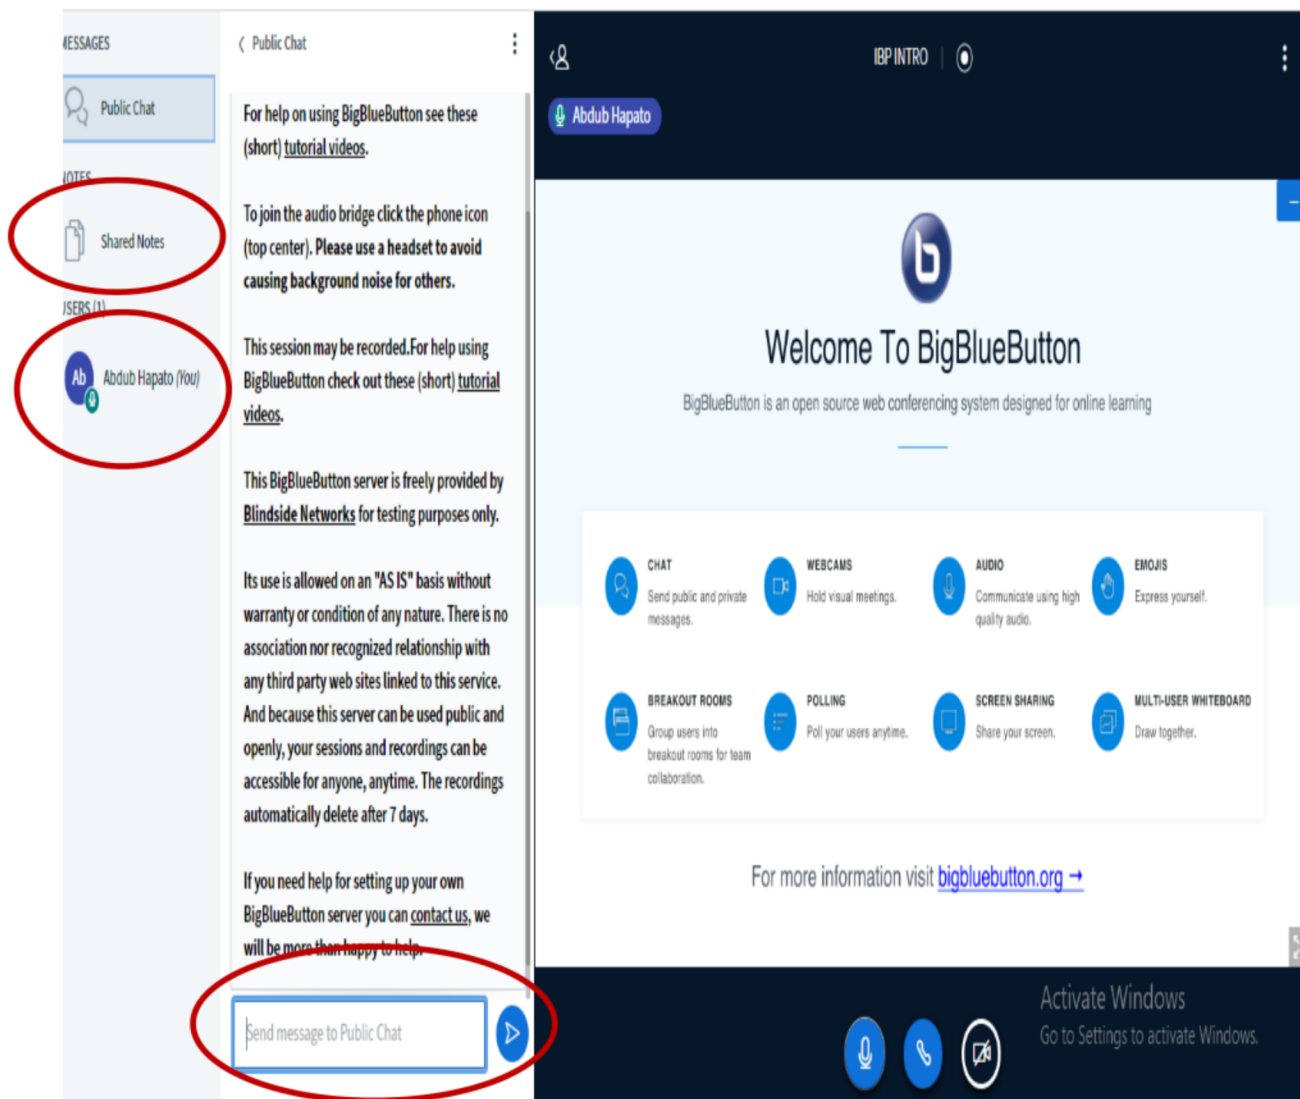 MESSAGES
Public Chat
NOTES
Shared Notes
USERS (1)
Ab
Abdub Hapato (You)
Public Chat
For help on using BigBlueButton see these
(short) tutorial videos.
To join the audio bridge click the phone icon
(top center). Please use a headset to avoid
causing background noise for others.
This session may be recorded.For help using
BigBlueButton check out these (short) tutorial
videos.
This BigBlueButton server is freely provided by
Blindside Networks for testing purposes only.
Its use is allowed on an "AS IS" basis without
warranty or condition of any nature. There is no
association nor recognized relationship with
any third party web sites linked to this service.
And because this server can be used public and
openly, your sessions and recordings can be
accessible for anyone, anytime. The recordings
automatically delete after 7 days.
If you need help for setting up your own
BigBlueButton server you can contact us, we
will be more than happy to help.
Send message to Public Chat
IBP INTRO
Abdub Hapato
b
Welcome To BigBlueButton
BigBlueButton is an open source web conferencing system designed for online learning
CHAT
Send public and private
messages.
WEBCAMS
Hold visual meetings.
AUDIO
Communicate using high
quality audio.
EMOJIS
Express yourself.
BREAKOUT ROOMS
Group users into
breakout rooms for team
collaboration.
POLLING
Poll your users anytime.
SCREEN SHARING
Share your screen.
MULTI-USER WHITEBOARD
Draw together.
For more information visit bigbluebutton.org →
Activate Windows
Go to Settings to activate Windows.